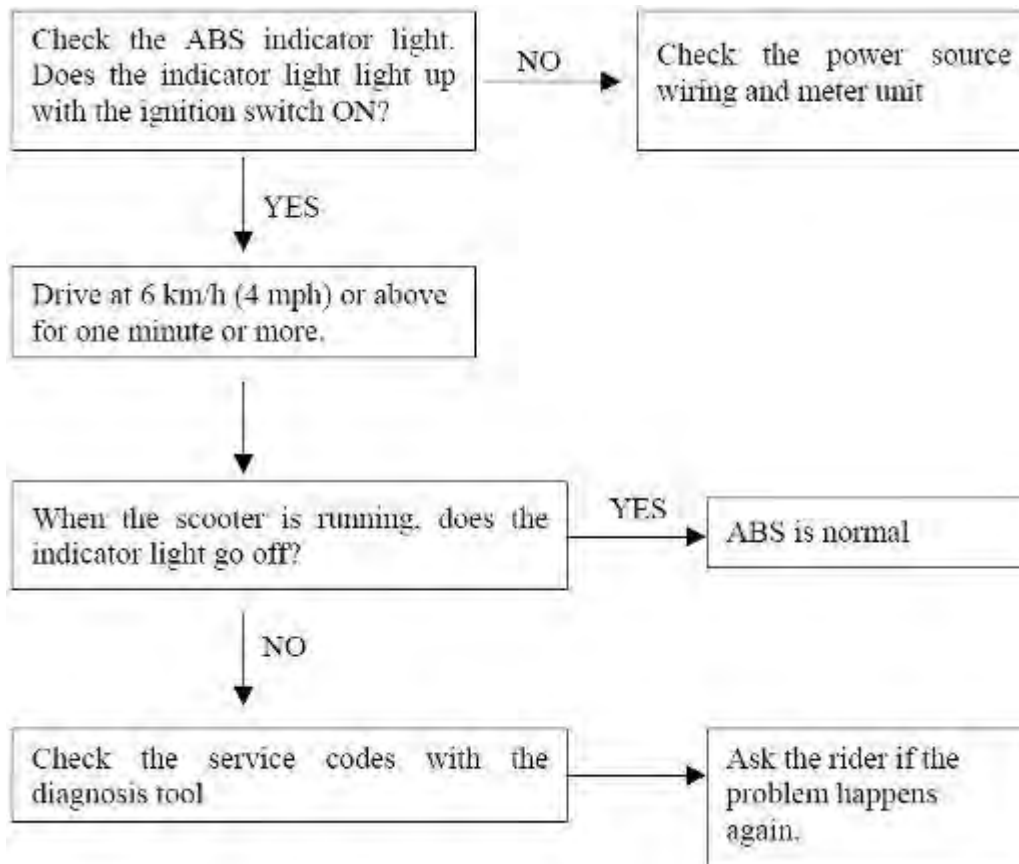 Check the ABS indicator light.
Does the indicator light light up
with the ignition switch ON?
NO
Check the power source
wiring and meter unit
YES
Drive at 6 km/h (4 mph) or above
for one minute or more.
When the scooter is running, does the
indicator light go off?
YES
ABS is normal
NO
Check the service codes with the
diagnosis tool
Ask the rider if the
problem happens
again.